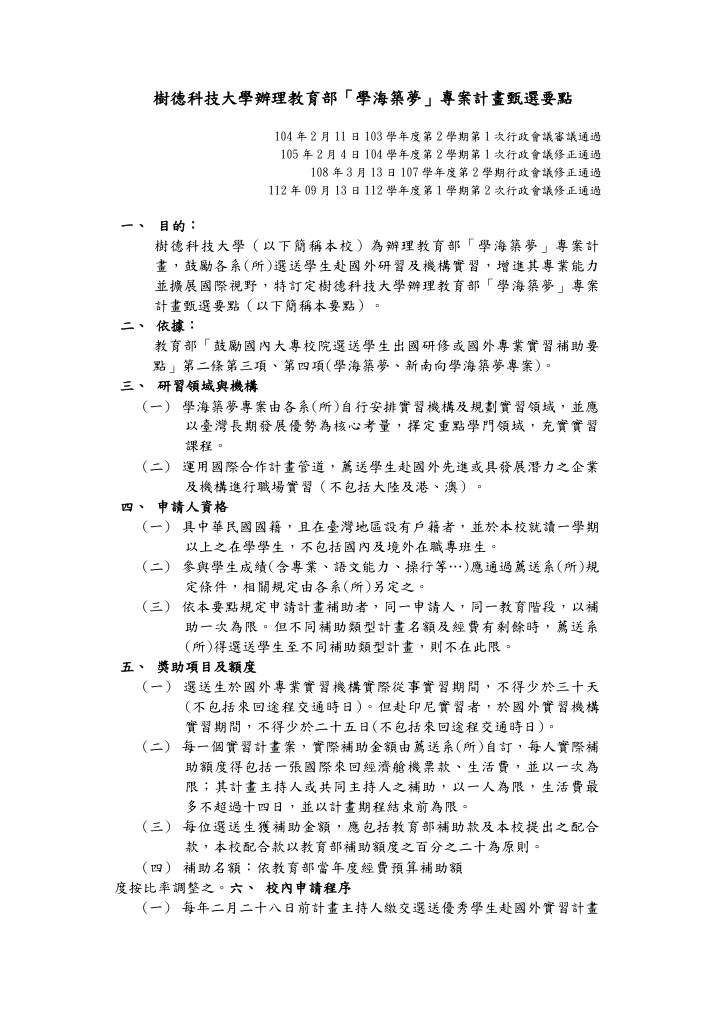 樹德科技大學辦理教育部「學海築夢」專案計畫甄選要點
104 年 2 月 11 日 103 學年度第 2 學期第 1 次行政會議審議通過
105 年 2 月 4 日 104 學年度第 2 學期第 1 次行政會議修正通過
108 年 3 月 13 日 107 學年度第 2 學期行政會議修正通過
112 年 09 月 13 日 112 學年度第 1 學期第 2 次行政會議修正通過
一、 目的：
樹德科技大學（以下簡稱本校）為辦理教育部「學海築夢」專案計
畫，鼓勵各系(所)選送學生赴國外研習及機構實習，增進其專業能力
並擴展國際視野，特訂定樹德科技大學辦理教育部「學海築夢」專案
計畫甄選要點（以下簡稱本要點）。
二、 依據：
教育部「鼓勵國內大專校院選送學生出國研修或國外專業實習補助要
點」第二條第三項、第四項(學海築夢、新南向學海築夢專案)。
三、 研習領域與機構
（一） 學海築夢專案由各系(所)自行安排實習機構及規劃實習領域，並應
以臺灣長期發展優勢為核心考量，擇定重點學門領域，充實實習
課程。
（二） 運用國際合作計畫管道，薦送學生赴國外先進或具發展潛力之企業
及機構進行職場實習（不包括大陸及港、澳）。
四、 申請人資格
（一） 具中華民國國籍，且在臺灣地區設有戶籍者，並於本校就讀一學期
以上之在學學生，不包括國內及境外在職專班生。
（二） 參與學生成績(含專業、語文能力、操行等…)應通過薦送系(所)規
定條件，相關規定由各系(所)另定之。
（三） 依本要點規定申請計畫補助者，同一申請人，同一教育階段，以補
助一次為限。但不同補助類型計畫名額及經費有剩餘時，薦送系
(所)得選送學生至不同補助類型計畫，則不在此限。
五、 獎助項目及額度
（一） 選送生於國外專業實習機構實際從事實習期間，不得少於三十天
(不包括來回途程交通時日)。但赴印尼實習者，於國外實習機構
實習期間，不得少於二十五日(不包括來回途程交通時日)。
（二） 每一個實習計畫案，實際補助金額由薦送系(所)自訂，每人實際補
助額度得包括一張國際來回經濟艙機票款、生活費，並以一次為
限；其計畫主持人或共同主持人之補助，以一人為限，生活費最
多不超過十四日，並以計畫期程結束前為限。
（三） 每位選送生獲補助金額，應包括教育部補助款及本校提出之配合
款，本校配合款以教育部補助額度之百分之二十為原則。
（四） 補助名額：依教育部當年度經費預算補助額
度按比率調整之。六、 校內申請程序
（一） 每年二月二十八日前計畫主持人繳交選送優秀學生赴國外實習計畫